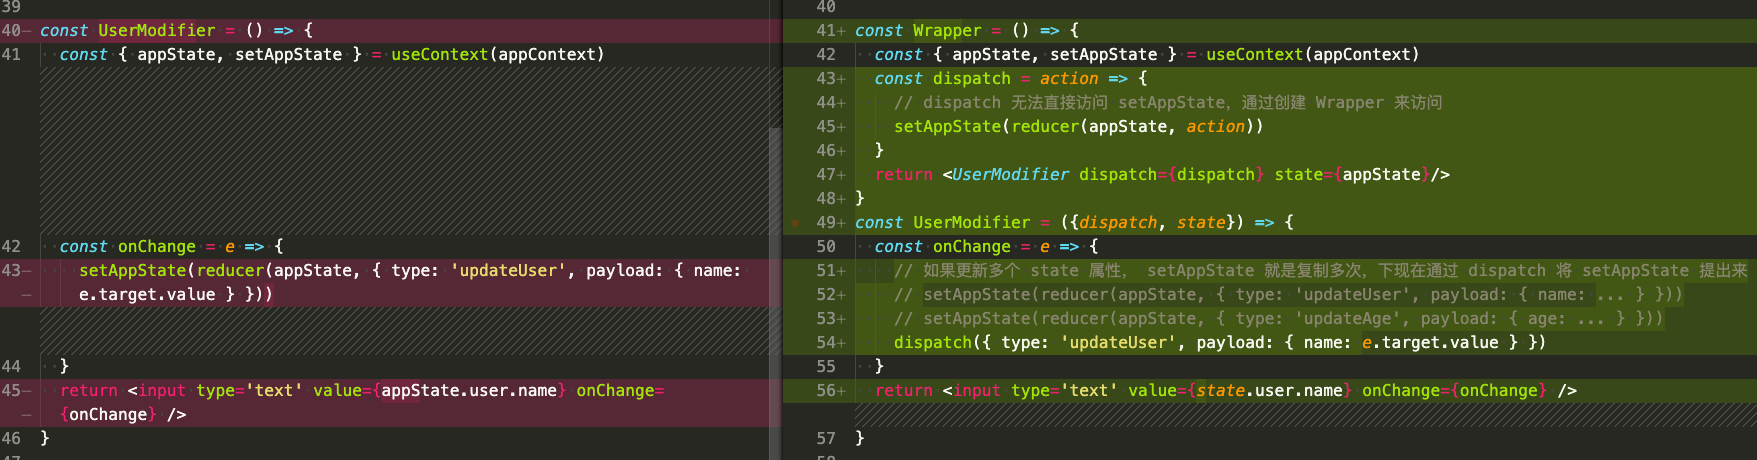 39
40– const UserModifier = () => {
41 const { appState, setAppState } = useContext(appContext)
42 const onChange = e => {
43– setAppState(reducer(appState, { type: 'updateUser', payload: { name:
– e.target.value } }))
44 }
45– return <input type='text' value={appState.user.name} onChange=
– {onChange} />
46 }
40
41+ const Wrapper = () => {
42 const { appState, setAppState } = useContext(appContext)
43+ const dispatch = action => {
44+ // dispatch 无法直接访问 setAppState, 通过创建 Wrapper 来访问
45+ setAppState(reducer(appState, action))
46+ }
47+ return <UserModifier dispatch={dispatch} state={appState}/>
48+ }
49+ const UserModifier = ({dispatch, state}) => {
50 const onChange = e => {
51+ // 如果更新多个 state 属性， setAppState 就是复制多次，下现在通过 dispatch 将 setAppState 提出来
52+ // setAppState(reducer(appState, { type: 'updateUser', payload: { name: ... } }))
53+ // setAppState(reducer(appState, { type: 'updateAge', payload: { age: ... } }))
54+ dispatch({ type: 'updateUser', payload: { name: e.target.value } })
55 }
56+ return <input type='text' value={state.user.name} onChange={onChange} />
57 }